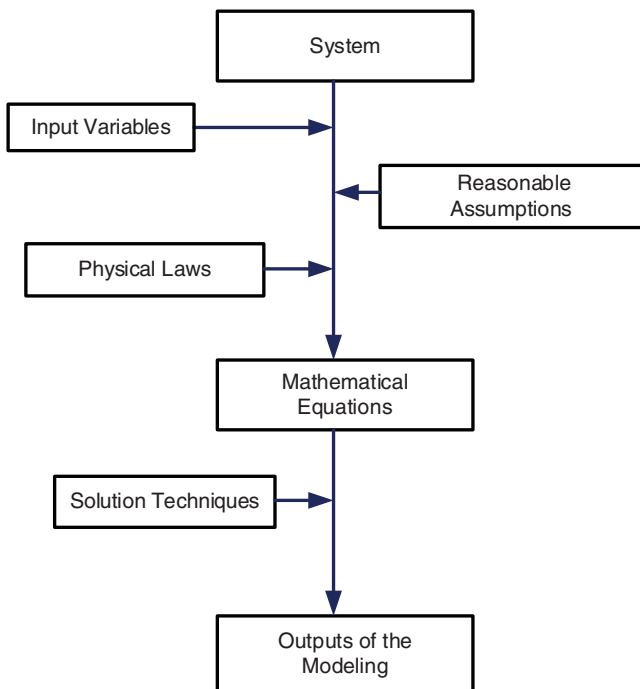 System
Input Variables
Reasonable
Assumptions
Physical Laws
Mathematical
Equations
Solution Techniques
Outputs of the
Modeling